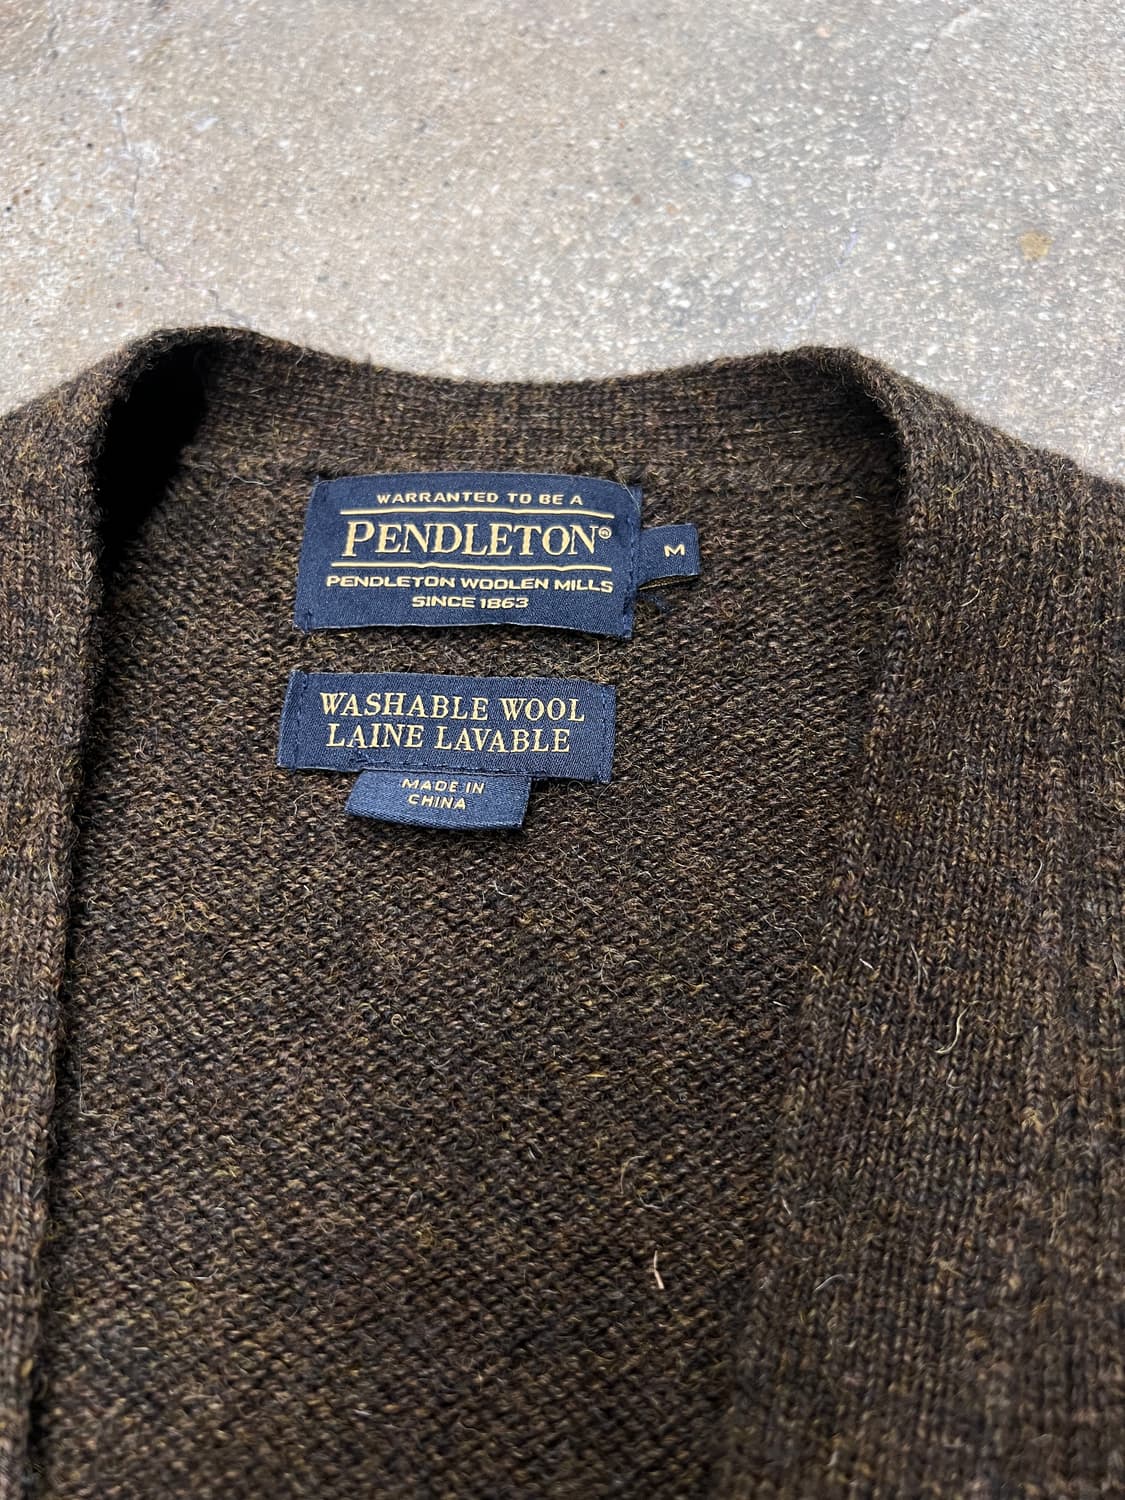 WARRANTED TO BE A
PENDLETON®
PENDLETON WOOLEN MILLS
SINCE 1863
M
WASHABLE WOOL
LAINE LAVABLE
MADE IN
CHINA